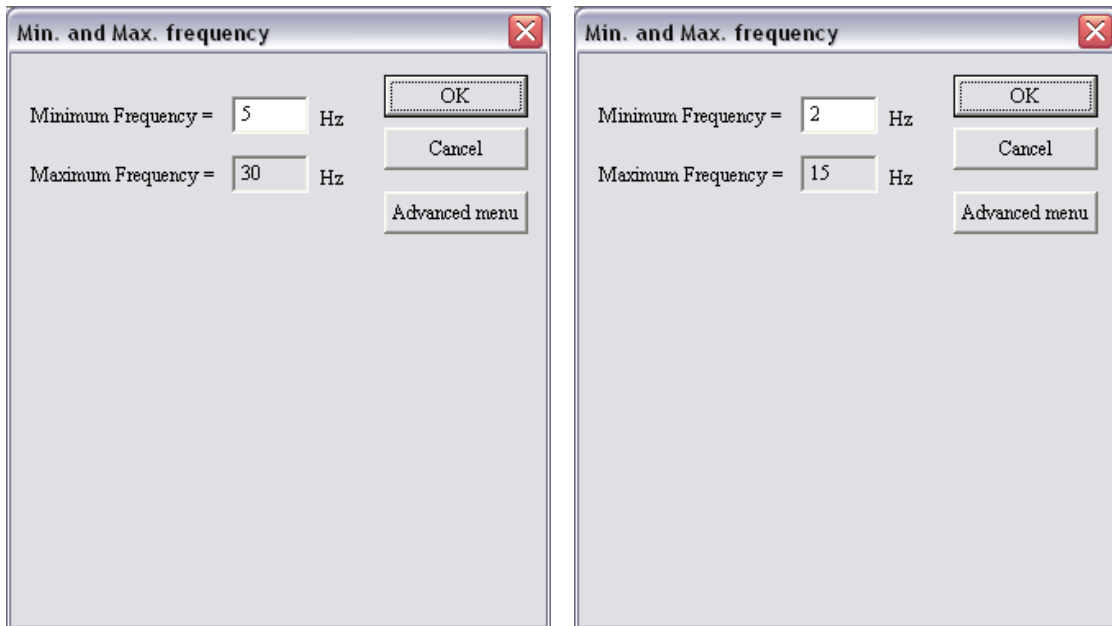 Min. and Max. frequency
Minimum Frequency = 5 Hz
OK
Cancel
Maximum Frequency = 30 Hz
Advanced menu
Min. and Max. frequency
Minimum Frequency = 2 Hz
OK
Cancel
Maximum Frequency = 15 Hz
Advanced menu